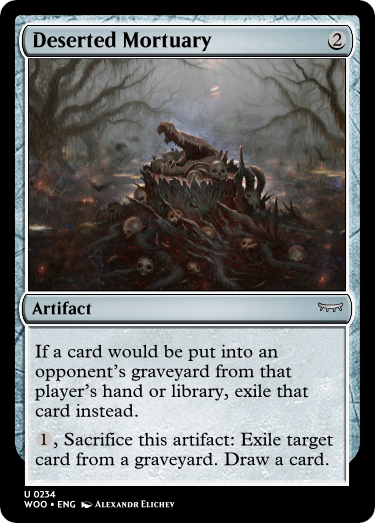 Deserted Mortuary 2
Artifact
If a card would be put into an
opponent's graveyard from that
player's hand or library, exile that
card instead.
1, Sacrifice this artifact: Exile target
card from a graveyard. Draw a card.
U 0234
WOO • ENG Alexandr Elichev